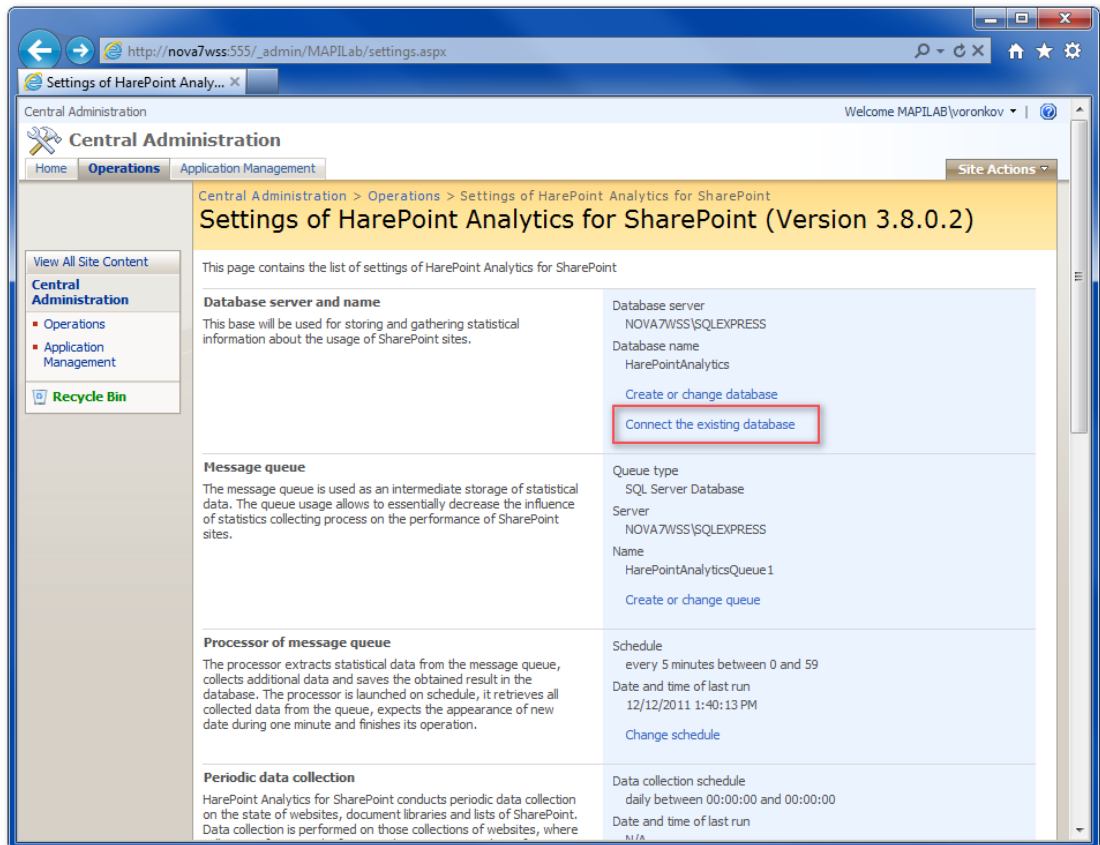 http://nova7wss:555/_admin/MAPILab/settings.aspx
Settings of HarePoint Analy...
Central Administration
Welcome MAPILAB\voronkov
Central Administration
Home Operations Application Management
Site Actions
Central Administration > Operations > Settings of HarePoint Analytics for SharePoint
Settings of HarePoint Analytics for SharePoint (Version 3.8.0.2)
View All Site Content
Central
Administration
Operations
Application
Management
Recycle Bin
This page contains the list of settings of HarePoint Analytics for SharePoint
Database server and name
This base will be used for storing and gathering statistical
information about the usage of SharePoint sites.
Database server
NOVA7WSS\SQLEXPRESS
Database name
HarePointAnalytics
Create or change database
Connect the existing database
Message queue
The message queue is used as an intermediate storage of statistical
data. The queue usage allows to essentially decrease the influence
of statistics collecting process on the performance of SharePoint
sites.
Queue type
SQL Server Database
Server
NOVA7WSS\SQLEXPRESS
Name
HarePointAnalyticsQueue1
Create or change queue
Processor of message queue
The processor extracts statistical data from the message queue,
collects additional data and saves the obtained result in the
database. The processor is launched on schedule, it retrieves all
collected data from the queue, expects the appearance of new
date during one minute and finishes its operation.
Schedule
every 5 minutes between 0 and 59
Date and time of last run
12/12/2011 1:40:13 PM
Change schedule
Periodic data collection
HarePoint Analytics for SharePoint conducts periodic data collection
on the state of websites, document libraries and lists of SharePoint.
Data collection is performed on those collections of websites, where
Data collection schedule
daily between 00:00:00 and 00:00:00
Date and time of last run
N/A